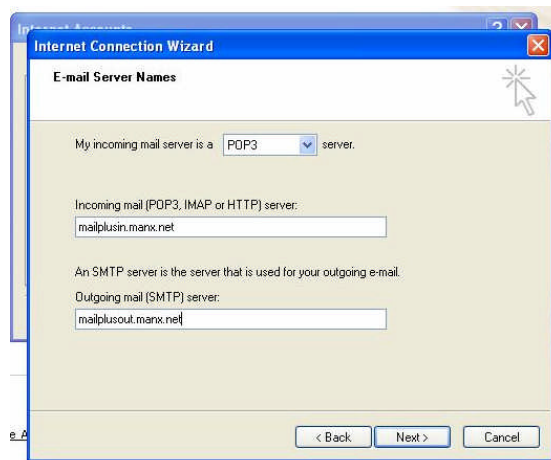 Internet Accounts
Internet Connection Wizard
E-mail Server Names
My incoming mail server is a POP3 server.
Incoming mail (POP3, IMAP or HTTP) server:
mailplusin.manx.net
An SMTP server is the server that is used for your outgoing e-mail.
Outgoing mail (SMTP) server:
mailplusout.manx.net
e A
< Back Next > Cancel